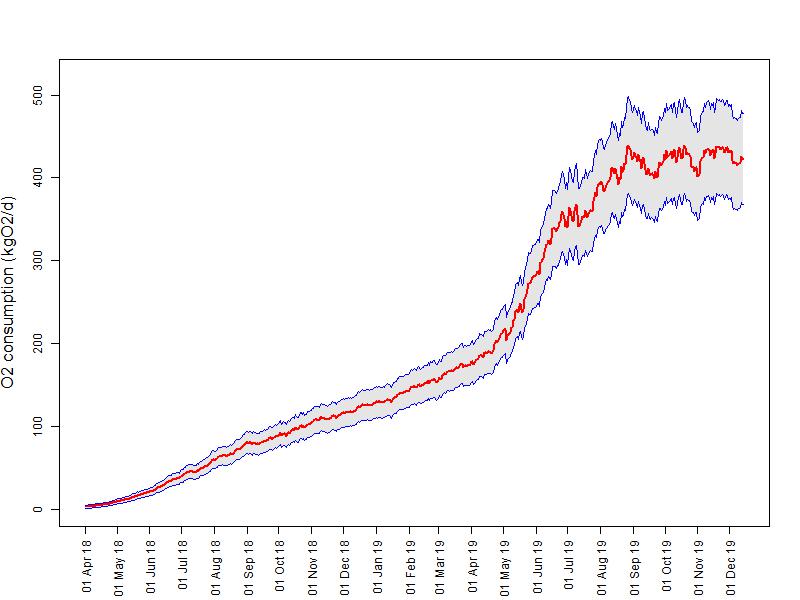 O2 consumption (kgO2/d)
500
400
300
200
100
0
01 Apr 18
01 May 18
01 Jun 18
01 Jul 18
01 Aug 18
01 Sep 18
01 Oct 18
01 Nov 18
01 Dec 18
01 Jan 19
01 Feb 19
01 Mar 19
01 Apr 19
01 May 19
01 Jun 19
01 Jul 19
01 Aug 19
01 Sep 19
01 Oct 19
01 Nov 19
01 Dec 19